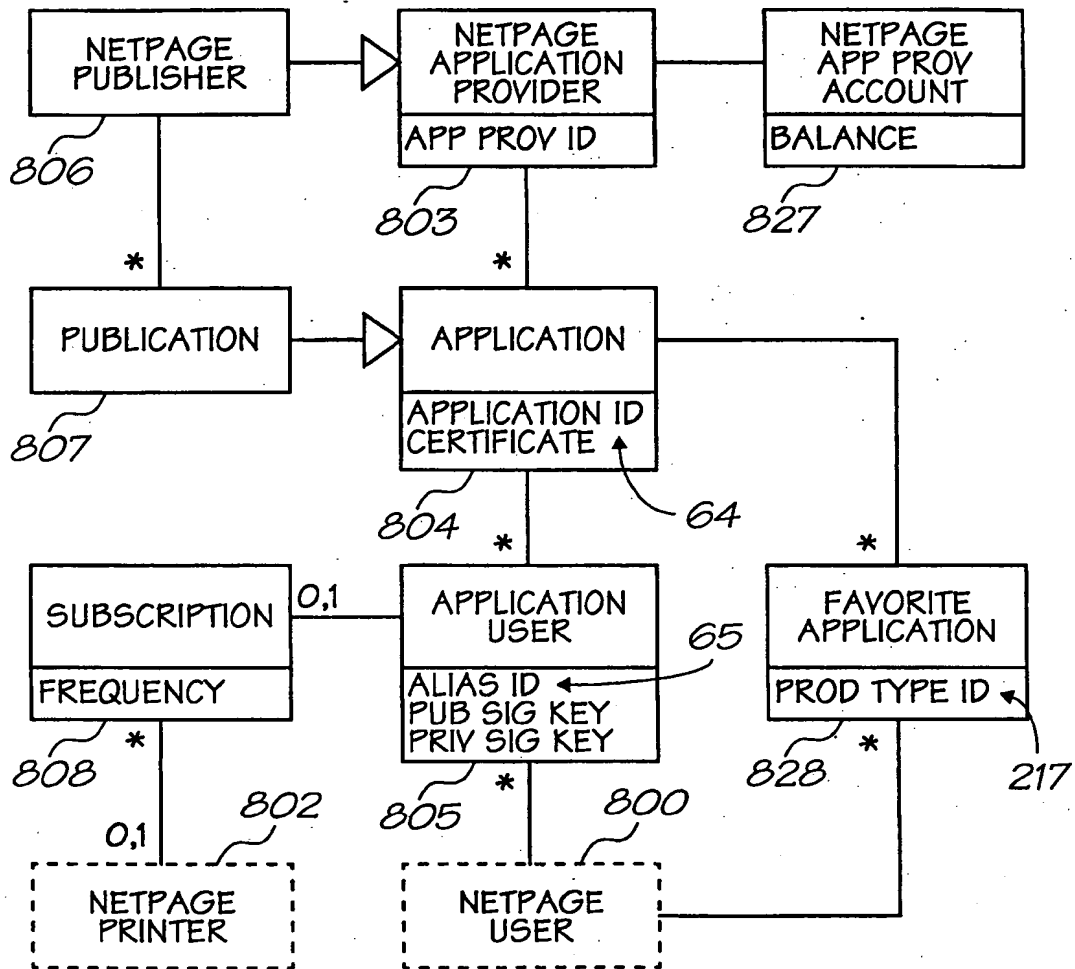 NETPAGE
PUBLISHER
806
NETPAGE
APPLICATION
PROVIDER
APP PROV ID
803
NETPAGE
APP PROV
ACCOUNT
BALANCE
827
*
*
PUBLICATION
807
APPLICATION
APPLICATION ID
CERTIFICATE
804
64
*
*
SUBSCRIPTION
FREQUENCY
808
0,1
APPLICATION
USER
ALIAS ID
PUB SIG KEY
PRIV SIG KEY
805
65
FAVORITE
APPLICATION
PROD TYPE ID
828
217
*
*
*
0,1
802
800
NETPAGE
PRINTER
NETPAGE
USER